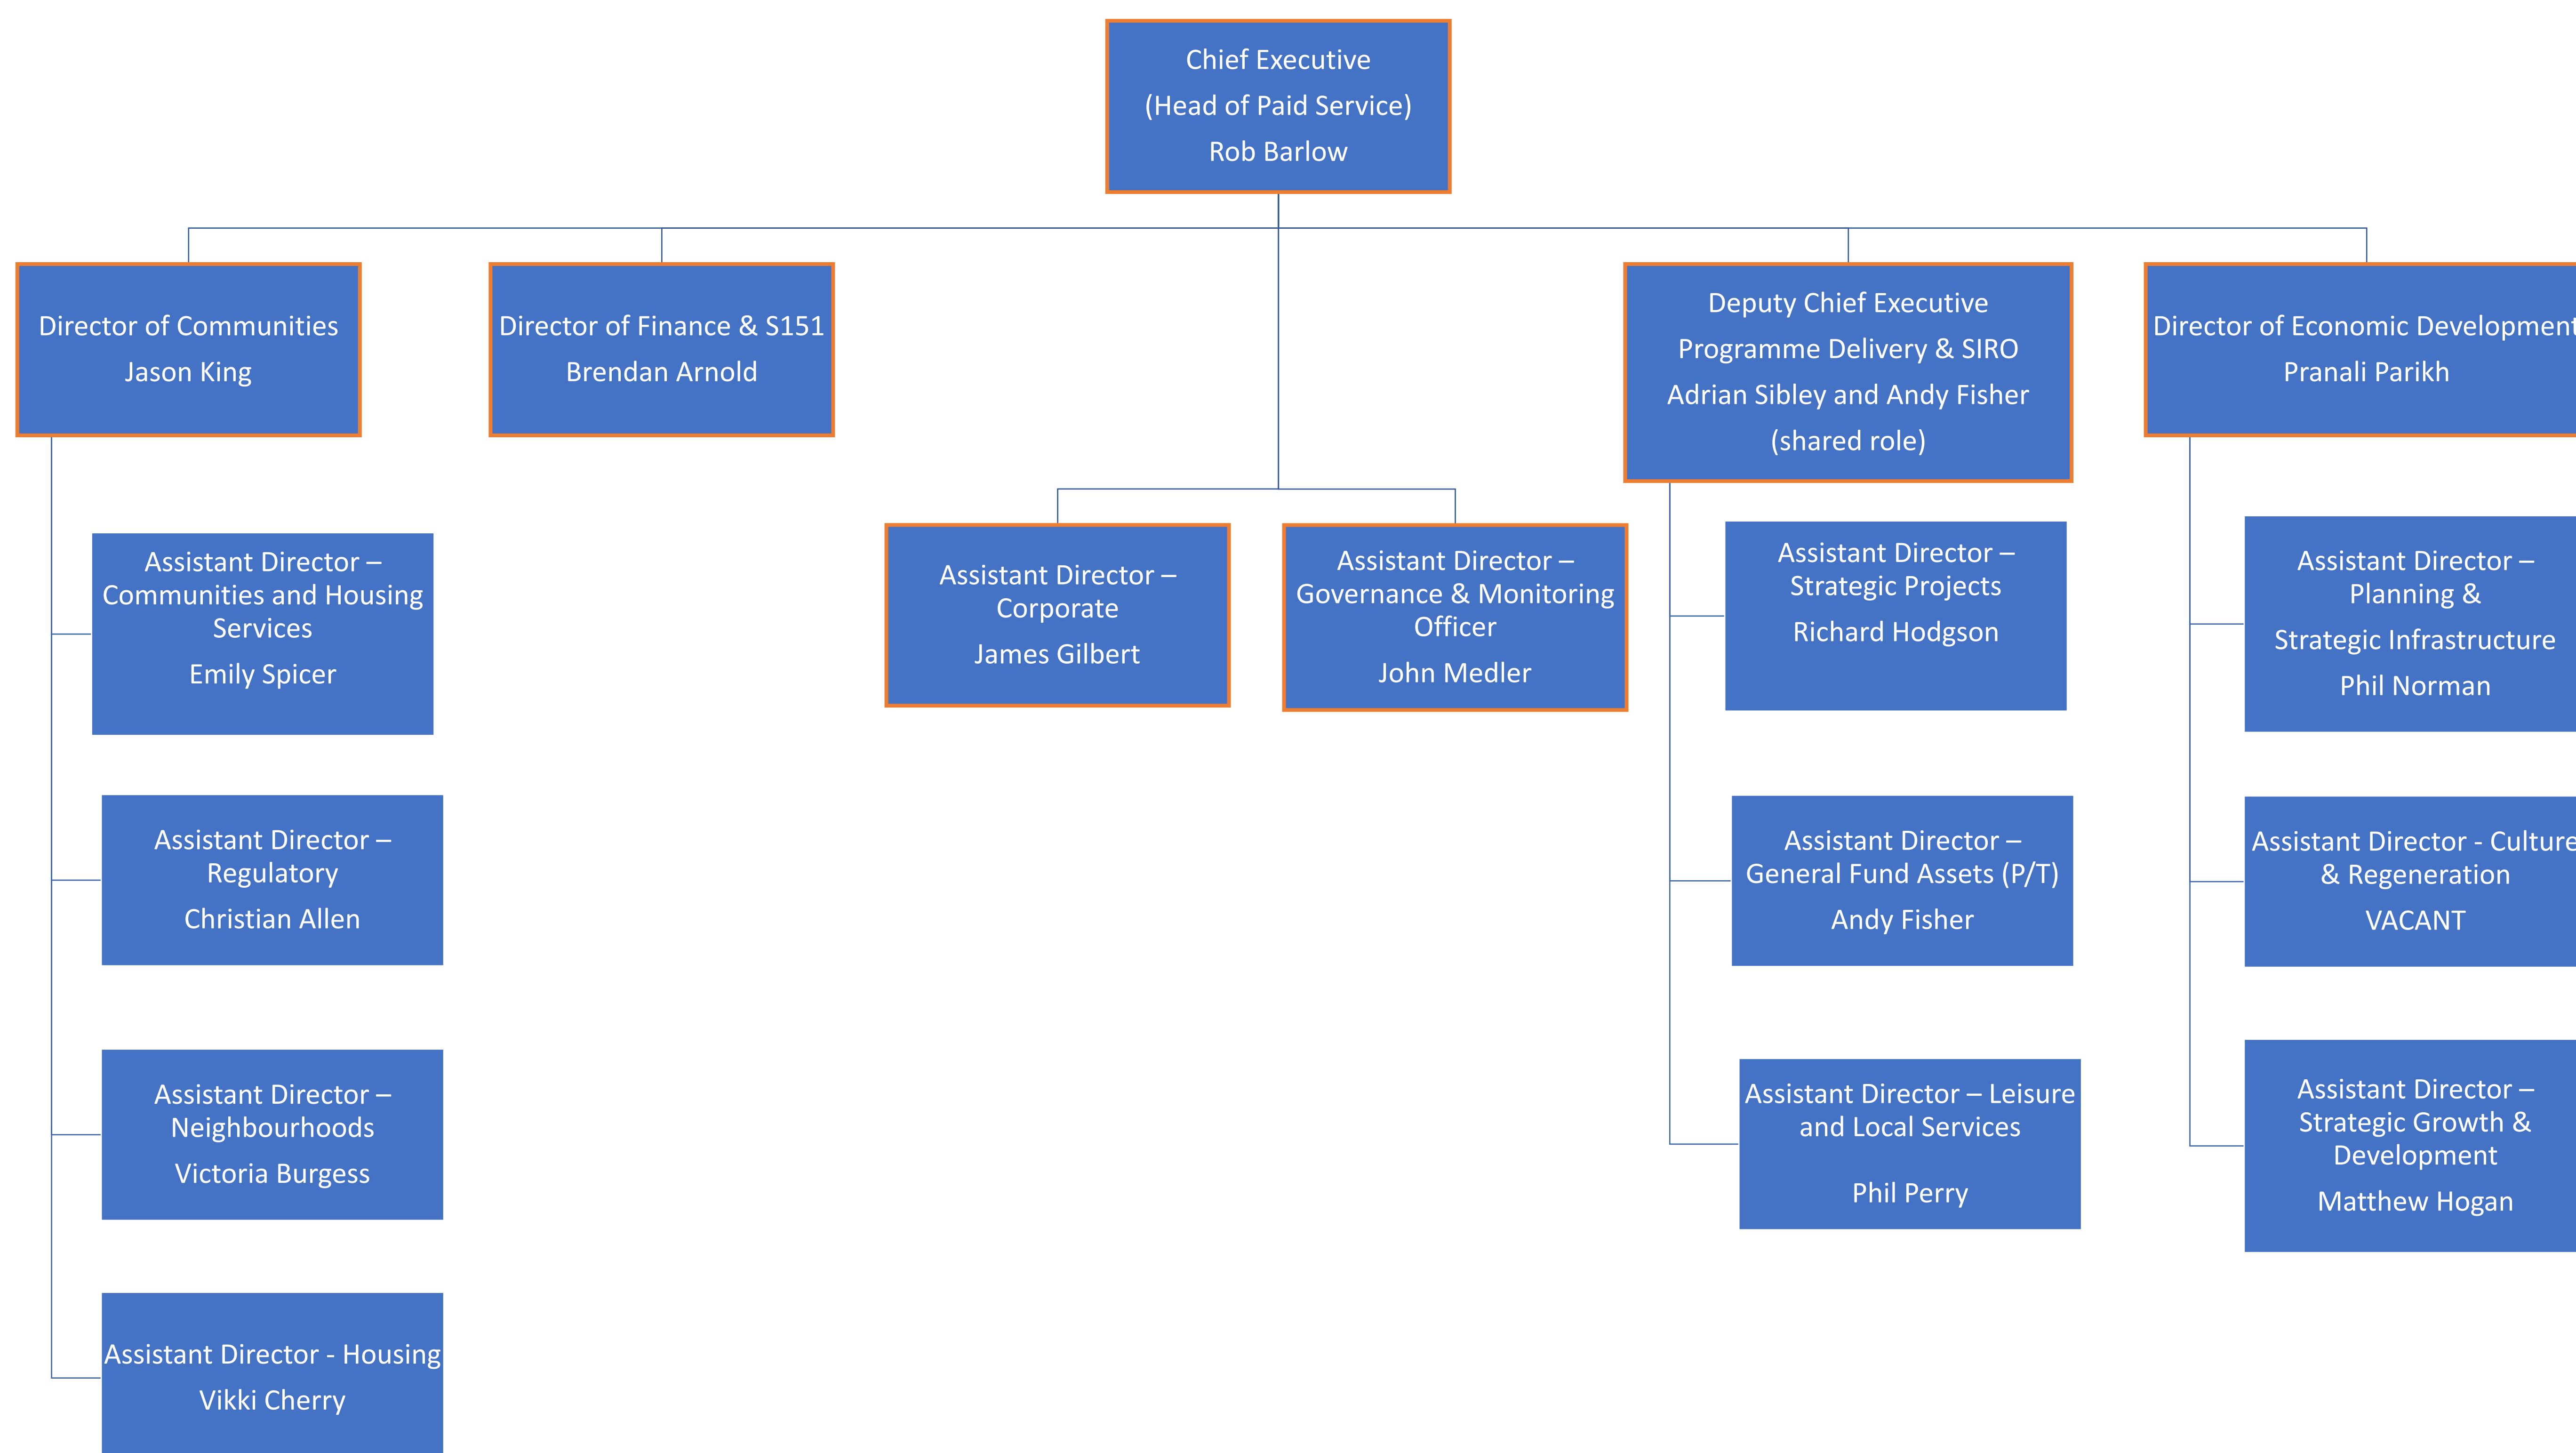 Chief Executive
(Head of Paid Service)
Rob Barlow
Director of Communities
Jason King
Director of Finance & S151
Brendan Arnold
Deputy Chief Executive
Programme Delivery & SIRO
Adrian Sibley and Andy Fisher
(shared role)
Director of Economic Development
Pranali Parikh
Assistant Director –
Communities and Housing
Services
Emily Spicer
Assistant Director –
Regulatory
Christian Allen
Assistant Director –
Neighbourhoods
Victoria Burgess
Assistant Director - Housing
Vikki Cherry
Assistant Director –
Corporate
James Gilbert
Assistant Director –
Governance & Monitoring
Officer
John Medler
Assistant Director –
Strategic Projects
Richard Hodgson
Assistant Director –
General Fund Assets (P/T)
Andy Fisher
Assistant Director – Leisure
and Local Services
Phil Perry
Assistant Director –
Planning &
Strategic Infrastructure
Phil Norman
Assistant Director - Culture
& Regeneration
VACANT
Assistant Director –
Strategic Growth &
Development
Matthew Hogan